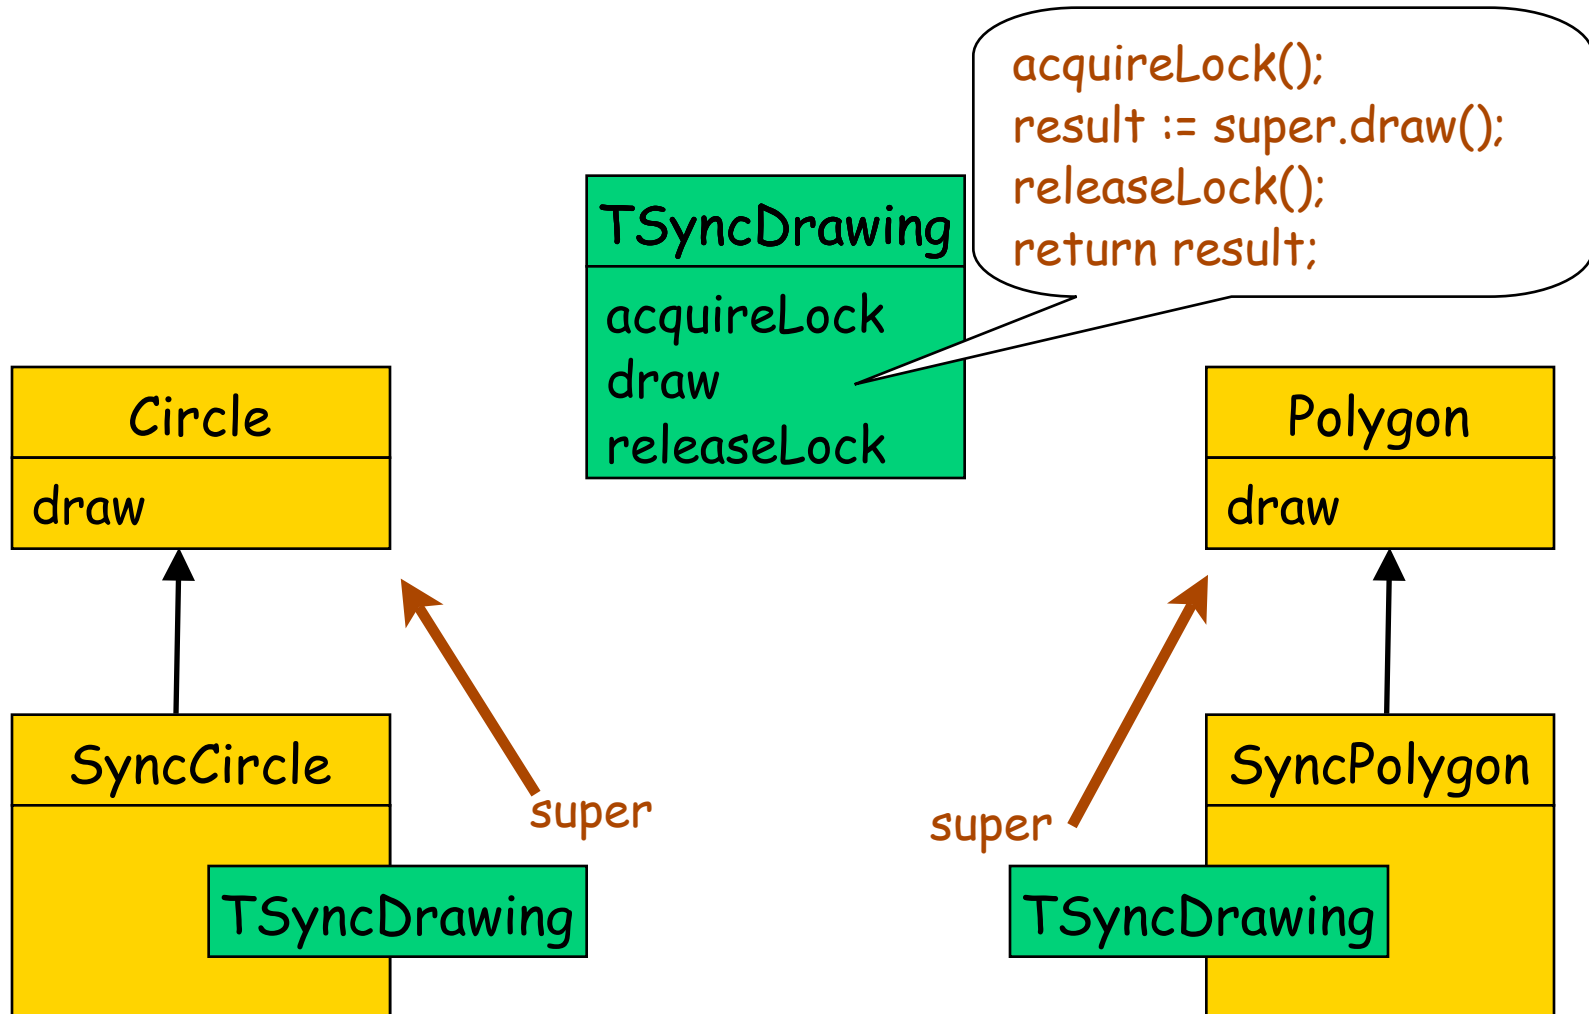 acquireLock();
result := super.draw();
releaseLock();
return result;
TSyncDrawing
acquireLock
draw
releaseLock
Circle
draw
Polygon
draw
SyncCircle
super
TSyncDrawing
super
SyncPolygon
TSyncDrawing